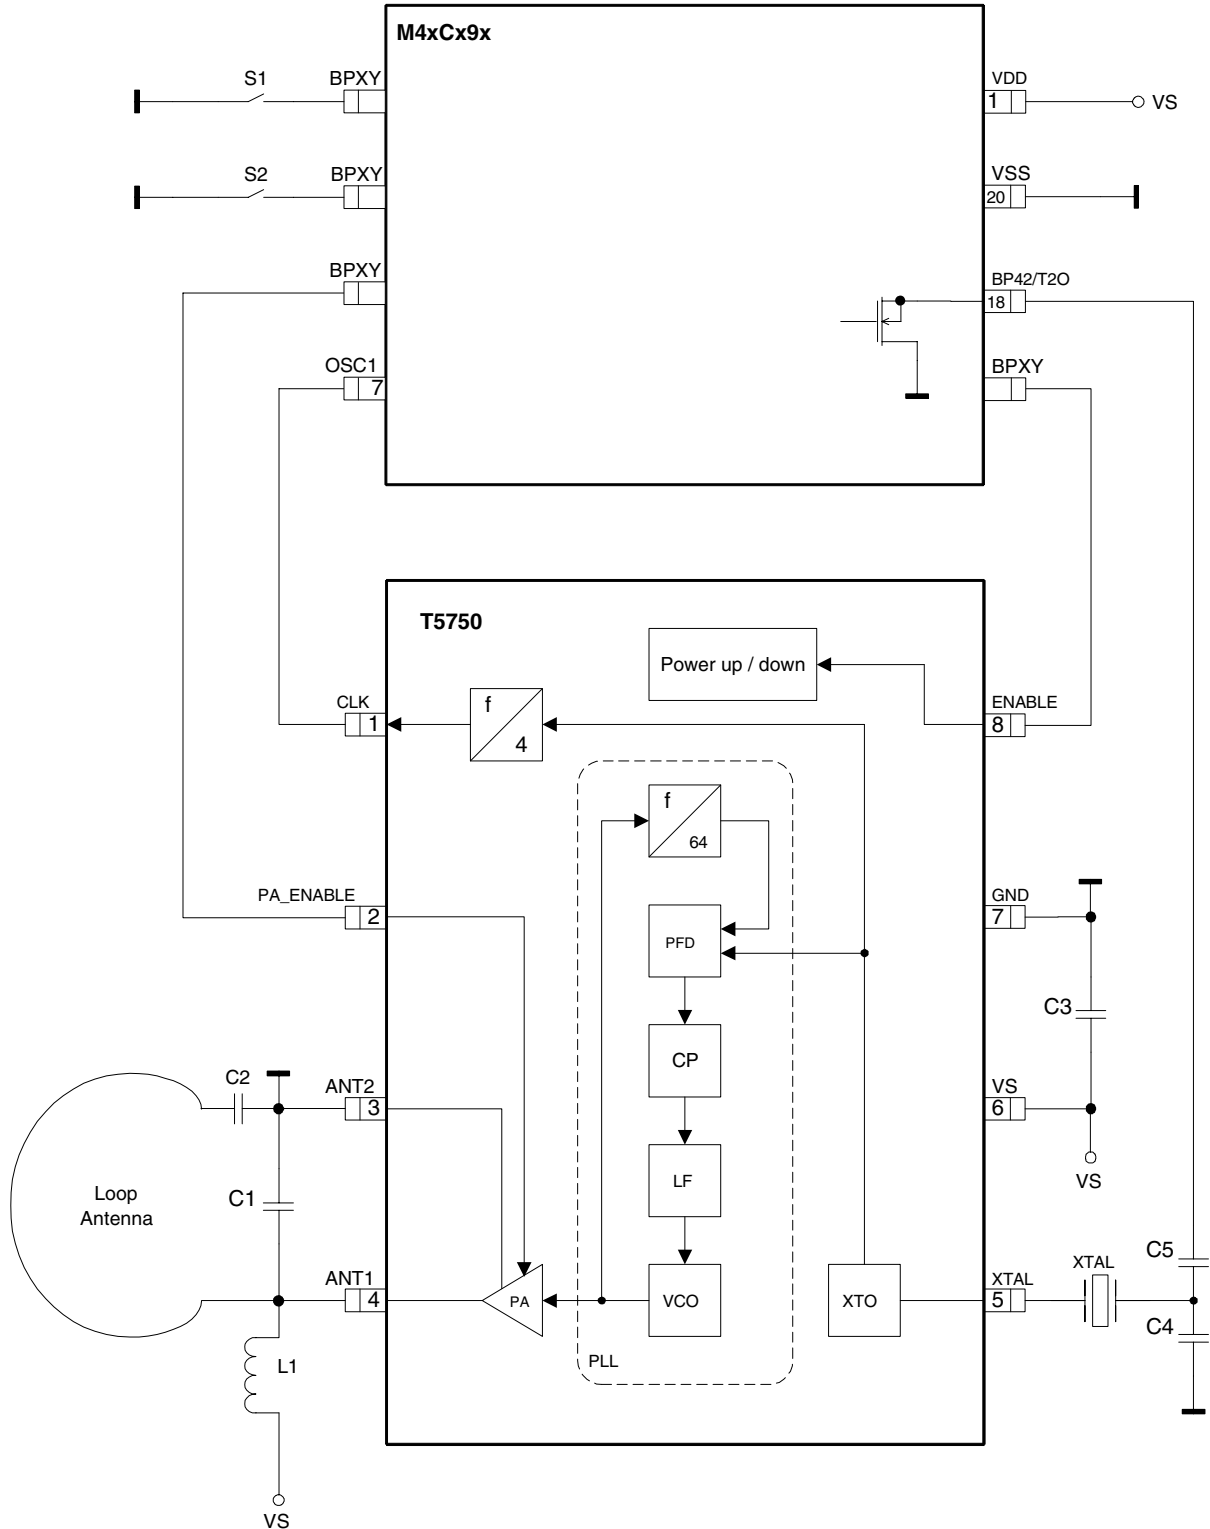 M4xCx9x
S1
BPXY
VDD
1
VS
S2
BPXY
VSS
20
BPXY
BP42/T2O
18
OSC1
7
BPXY
T5750
Power up / down
CLK
1
f
4
ENABLE
8
f
64
PA_ENABLE
2
GND
7
PFD
C3
CP
C2
ANT2
3
VS
6
LF
VS
Loop
Antenna
C1
C5
ANT1
4
PA
VCO
XTO
XTAL
5
XTAL
C4
PLL
L1
VS